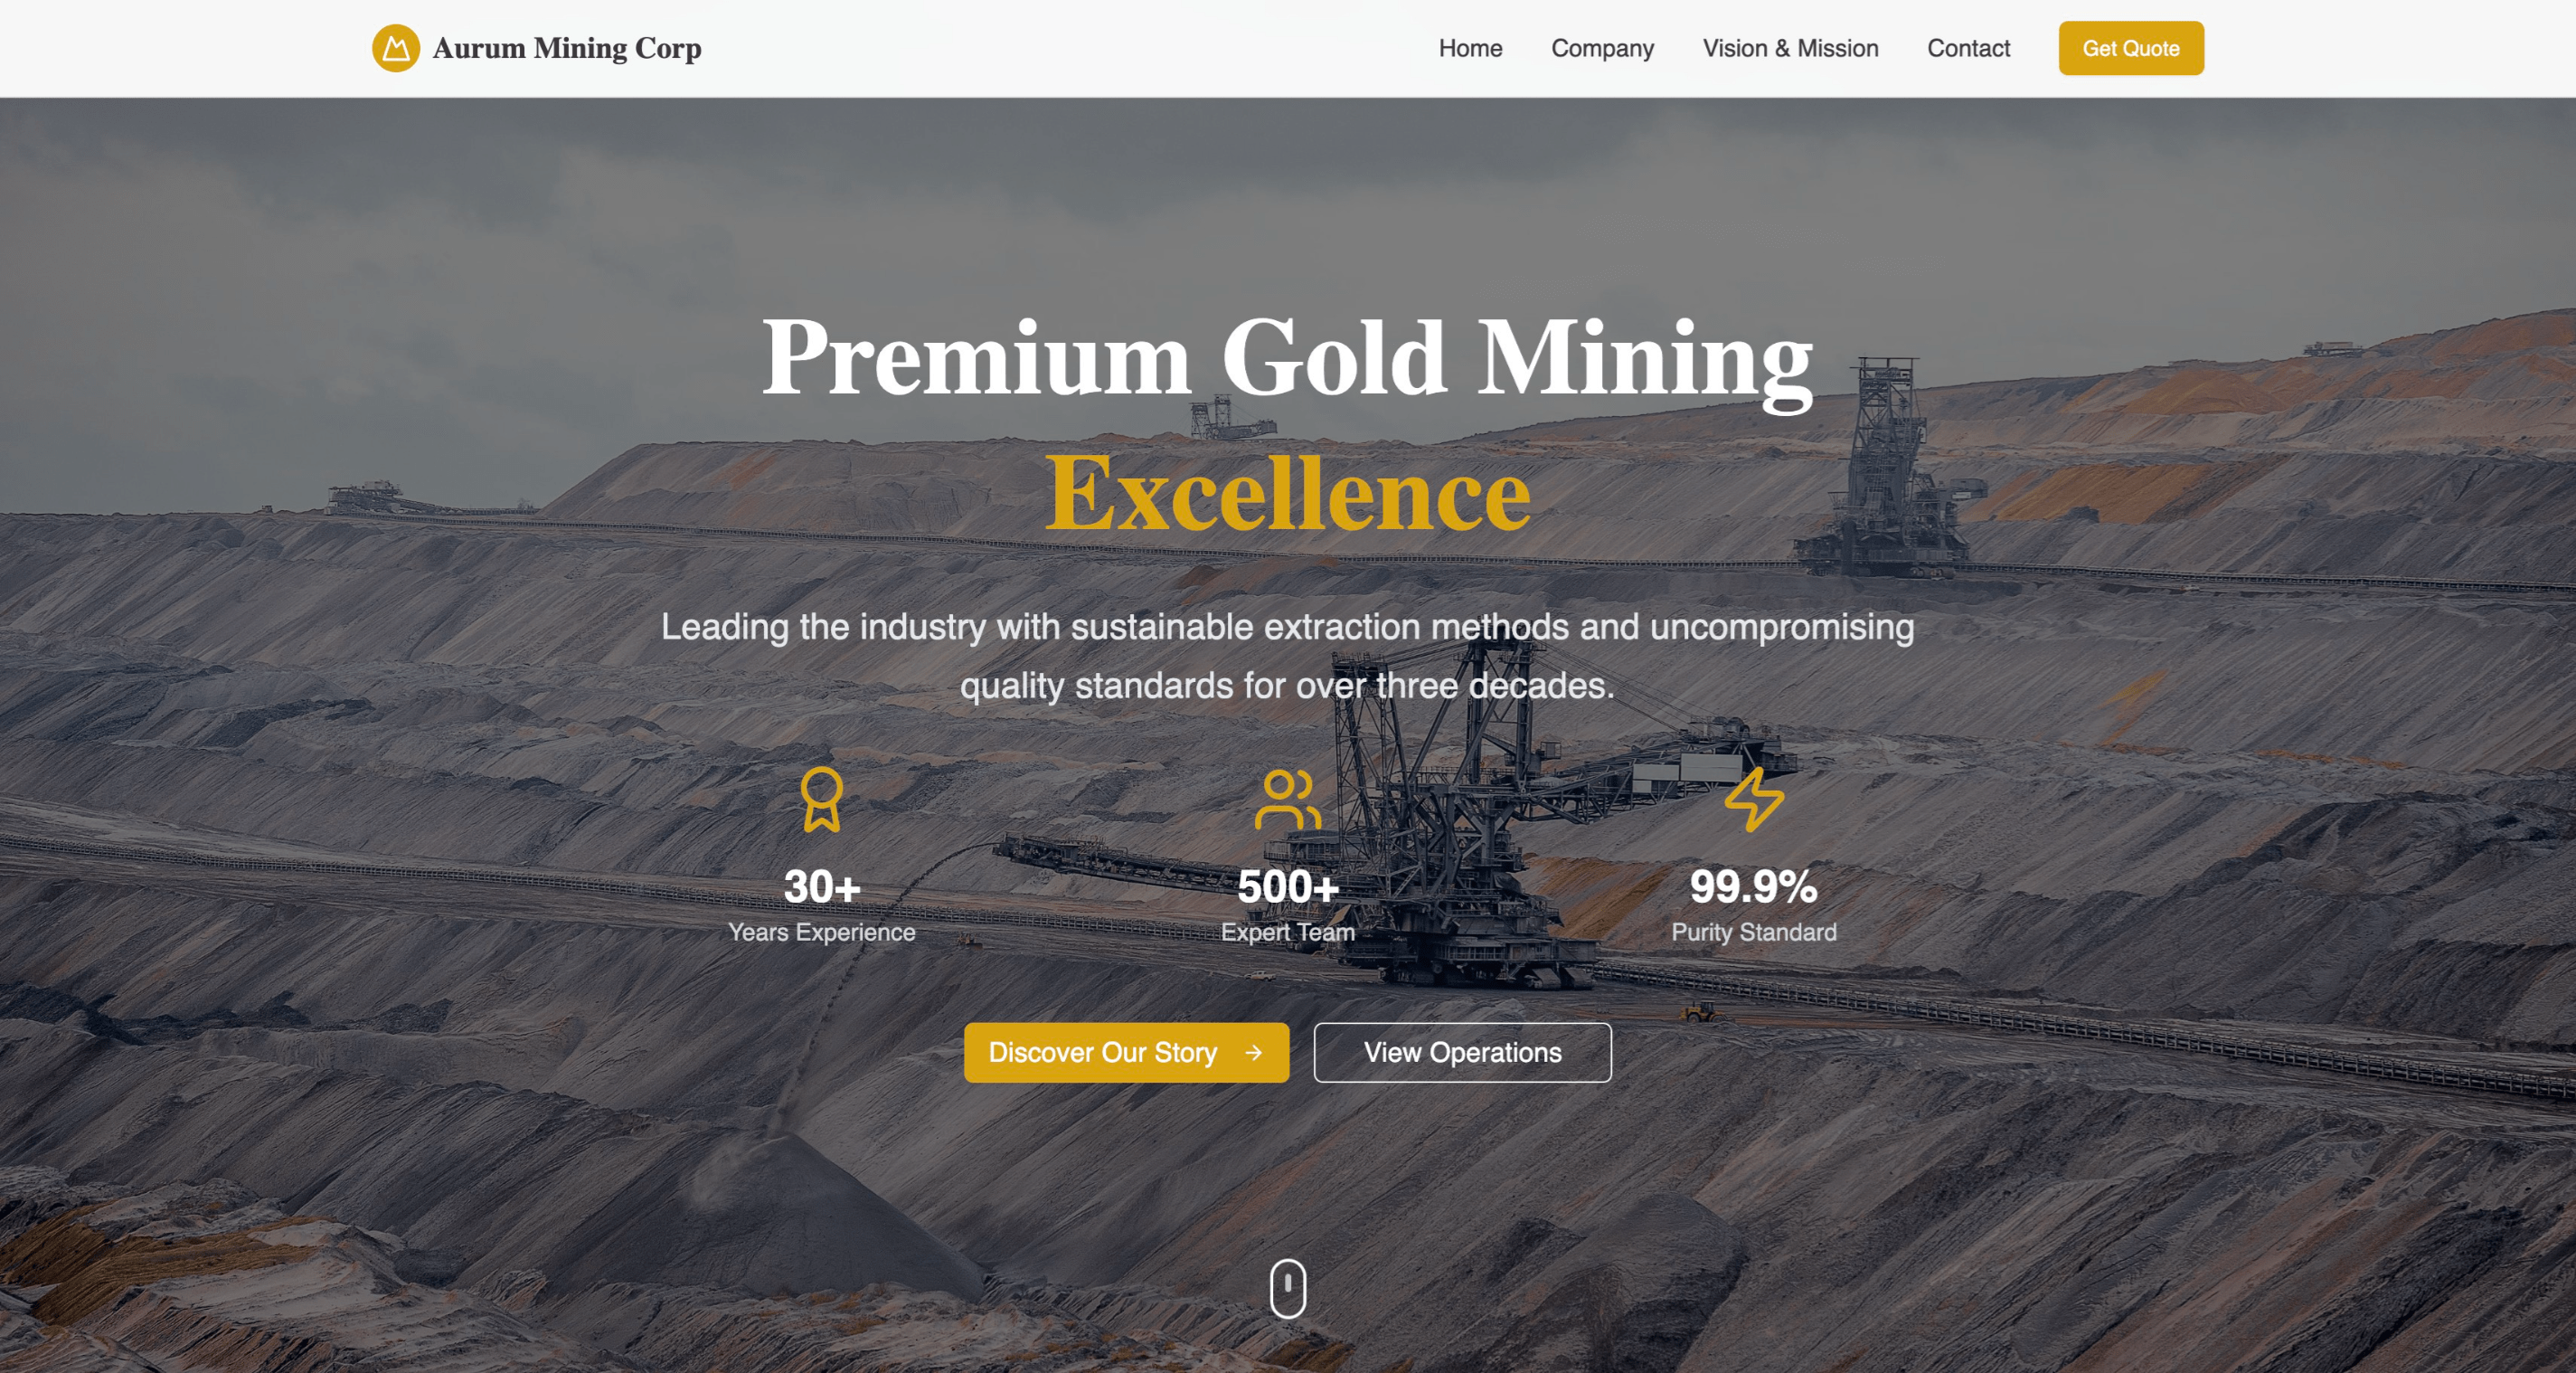 Aurum Mining Corp
Home
Company
Vision & Mission
Contact
Get Quote
Premium Gold Mining
Excellence
Leading the industry with sustainable extraction methods and uncompromising
quality standards for over three decades.
30+
Years Experience
500+
Expert Team
99.9%
Purity Standard
Discover Our Story →
View Operations